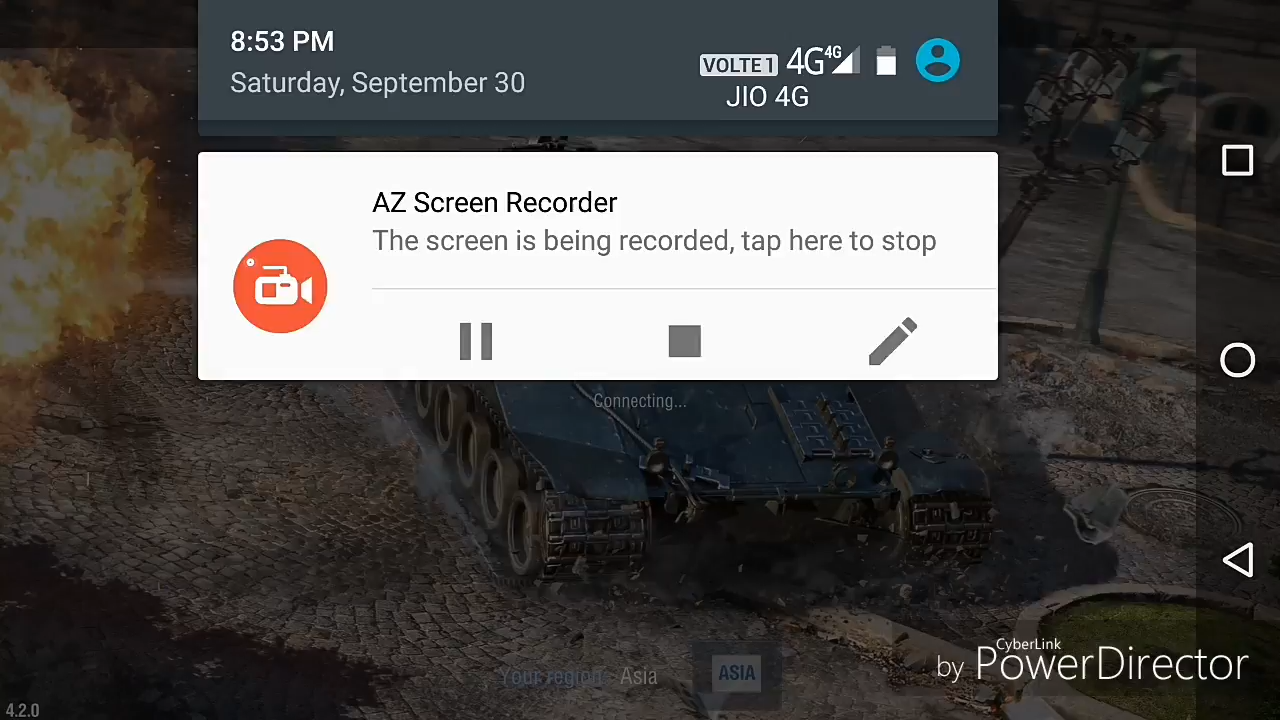 8:53 PM
Saturday, September 30
VOLTE 1 4G 4G
JIO 4G
AZ Screen Recorder
The screen is being recorded, tap here to stop
Connecting...
Your region: Asia
ASIA
CyberLink
by PowerDirector
4.2.0